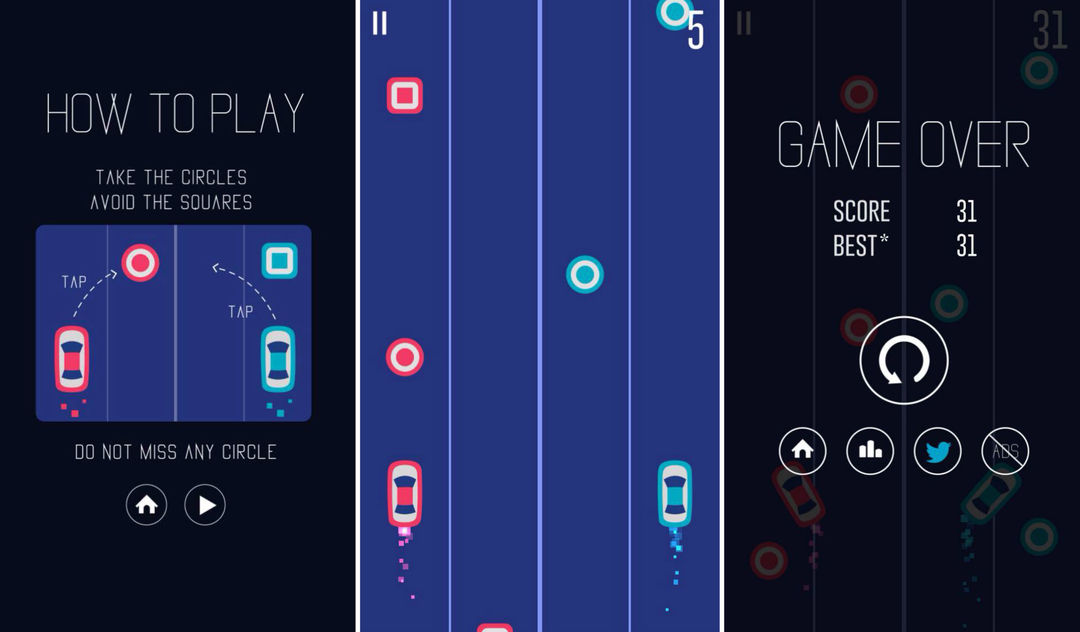 HOW TO PLAY
TAKE THE CIRCLES
AVOID THE SQUARES
TAP
TAP
DO NOT MISS ANY CIRCLE
5
31
GAME OVER
SCORE 31
BEST* 31
ADS